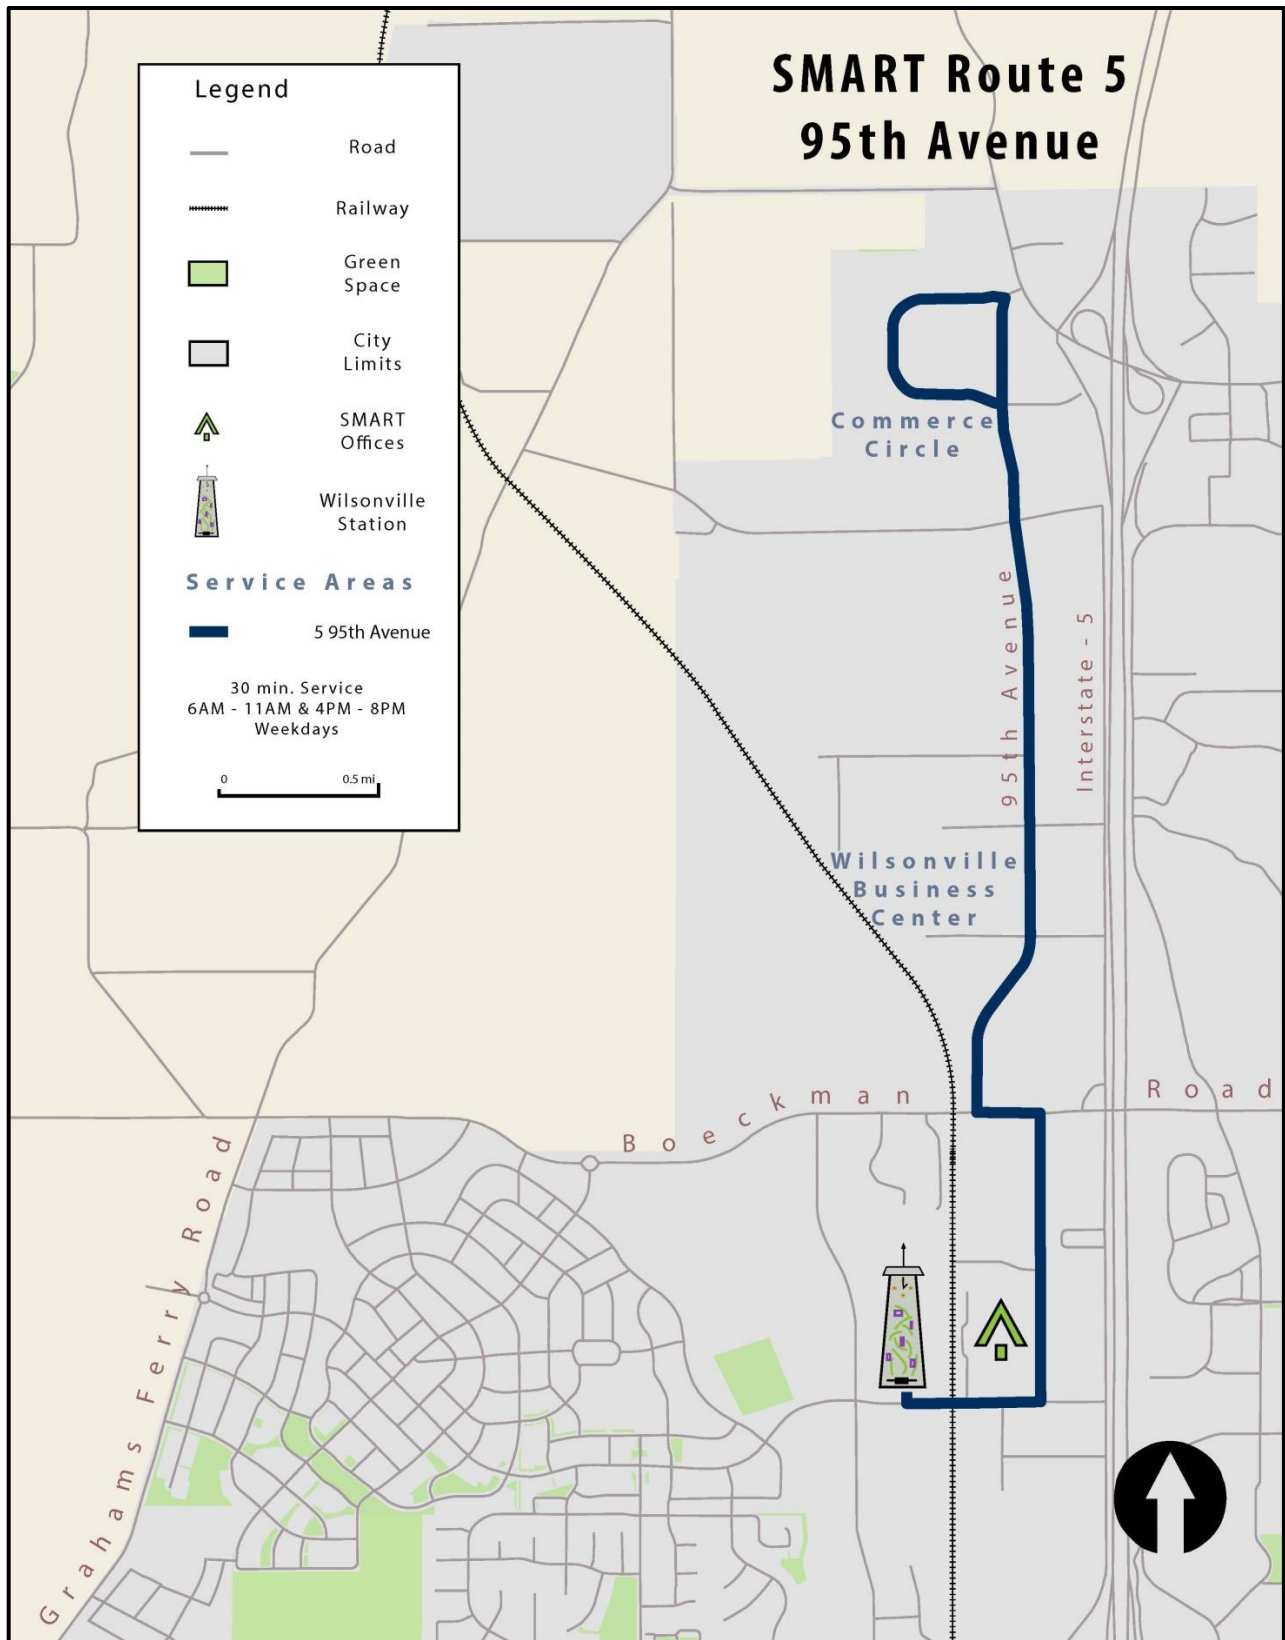 SMART Route 5
95th Avenue
Legend
Road
Railway
Green
Space
City
Limits
SMART
Offices
Wilsonville
Station
Service Areas
5 95th Avenue
30 min. Service
6AM - 11AM & 4PM - 8PM
Weekdays
0 0.5 mi
Commerce
Circle
95th Avenue
Interstate - 5
Wilsonville
Business
Center
Boeckman Road
Grahams Ferry Road